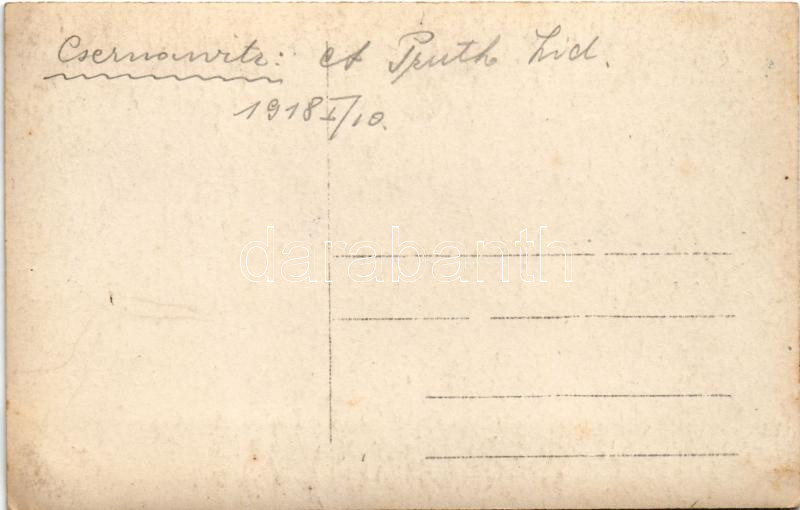 Csernowitz: A Pruth híd.
1918 I/10.
darabanth